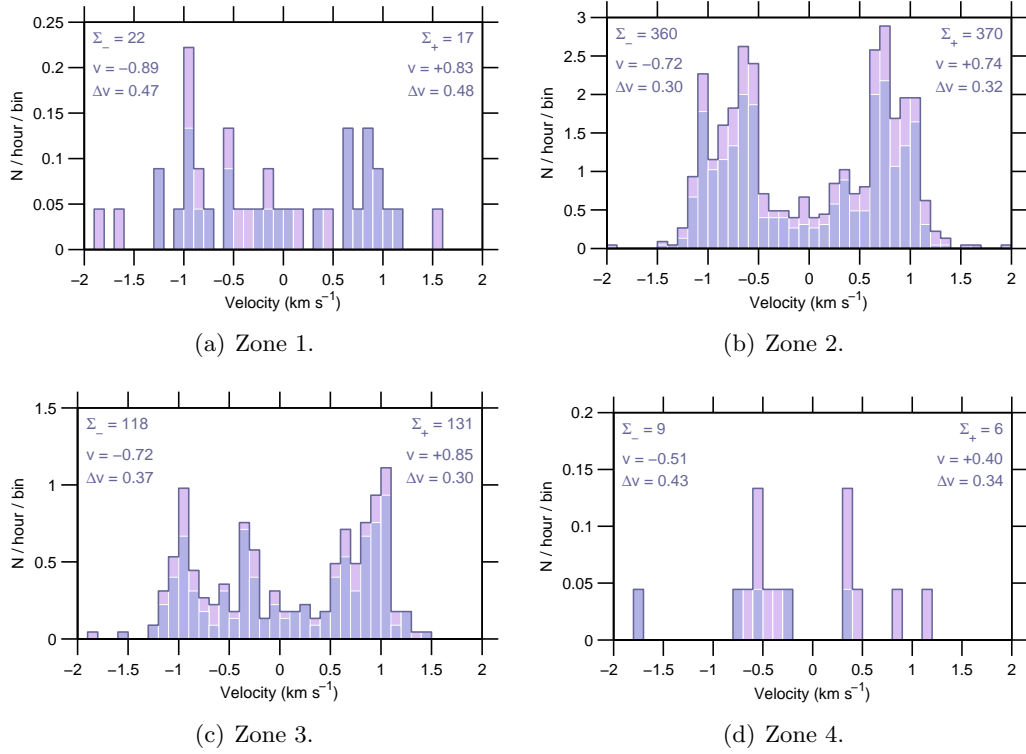 0.25
0.2
0.15
0.1
0.05
0
N / hour / bin
Σ_ = 22
v = −0.89
Δv = 0.47
Σ+ = 17
v = +0.83
Δv = 0.48
−2 −1.5 −1 −0.5 0 0.5 1 1.5 2
Velocity (km s⁻¹)
(a) Zone 1.
3
2.5
2
1.5
1
0.5
0
N / hour / bin
Σ_ = 360
v = −0.72
Δv = 0.30
Σ+ = 370
v = +0.74
Δv = 0.32
−2 −1.5 −1 −0.5 0 0.5 1 1.5 2
Velocity (km s⁻¹)
(b) Zone 2.
1.5
1
0.5
0
N / hour / bin
Σ_ = 118
v = −0.72
Δv = 0.37
Σ+ = 131
v = +0.85
Δv = 0.30
−2 −1.5 −1 −0.5 0 0.5 1 1.5 2
Velocity (km s⁻¹)
(c) Zone 3.
0.2
0.15
0.1
0.05
0
N / hour / bin
Σ_ = 9
v = −0.51
Δv = 0.43
Σ+ = 6
v = +0.40
Δv = 0.34
−2 −1.5 −1 −0.5 0 0.5 1 1.5 2
Velocity (km s⁻¹)
(d) Zone 4.